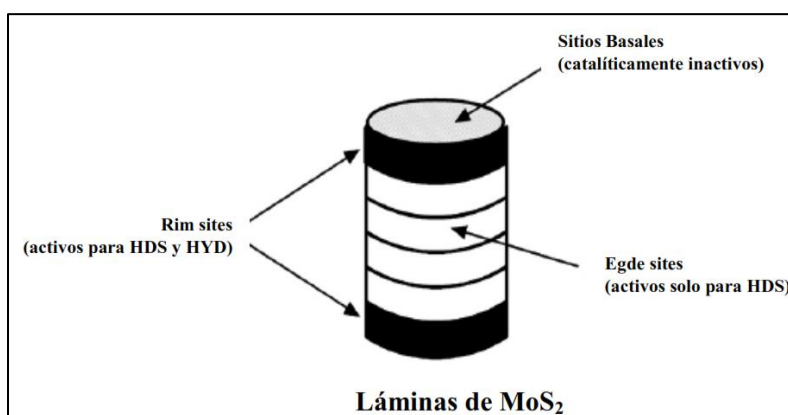 Sitios Basales
(catalíticamente inactivos)
Rim sites
(activos para HDS y HYD)
Egde sites
(activos solo para HDS)
Láminas de MoS₂